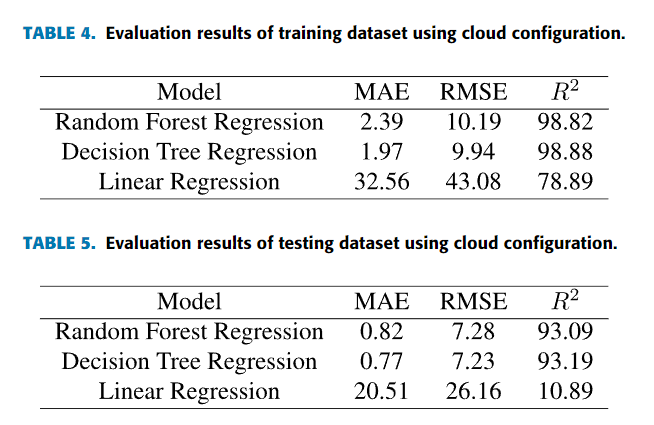 TABLE 4. Evaluation results of training dataset using cloud configuration.
Model MAE RMSE R²
Random Forest Regression 2.39 10.19 98.82
Decision Tree Regression 1.97 9.94 98.88
Linear Regression 32.56 43.08 78.89
TABLE 5. Evaluation results of testing dataset using cloud configuration.
Model MAE RMSE R²
Random Forest Regression 0.82 7.28 93.09
Decision Tree Regression 0.77 7.23 93.19
Linear Regression 20.51 26.16 10.89